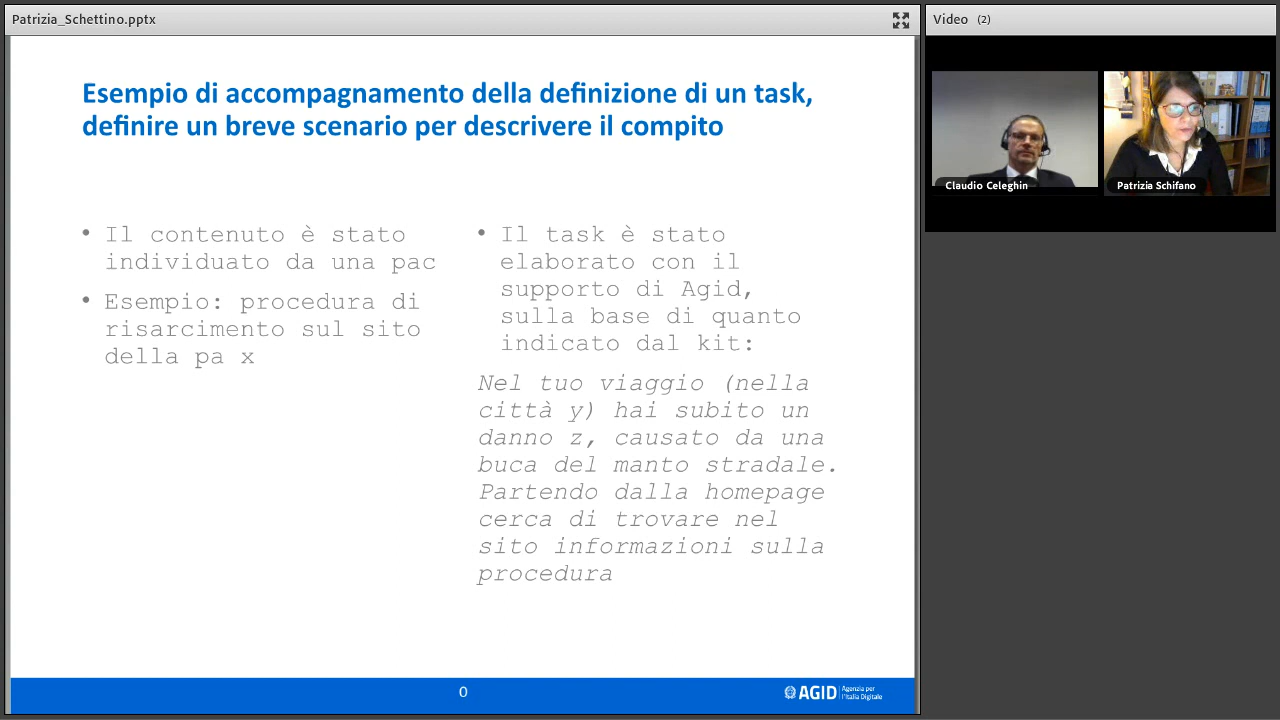 Patrizia_Schettino.pptx
Video (2)
Esempio di accompagnamento della definizione di un task,
definire un breve scenario per descrivere il compito
• Il contenuto è stato
individuato da una pac
• Esempio: procedura di
risarcimento sul sito
della pa x
• Il task è stato
elaborato con il
supporto di Agid,
sulla base di quanto
indicato dal kit:
Nel tuo viaggio (nella
città y) hai subito un
danno z, causato da una
buca del manto stradale.
Partendo dalla homepage
cerca di trovare nel
sito informazioni sulla
procedura
Claudio Celeghin
Patrizia Schifano
0
AGID Agenzia per
l'Italia Digitale